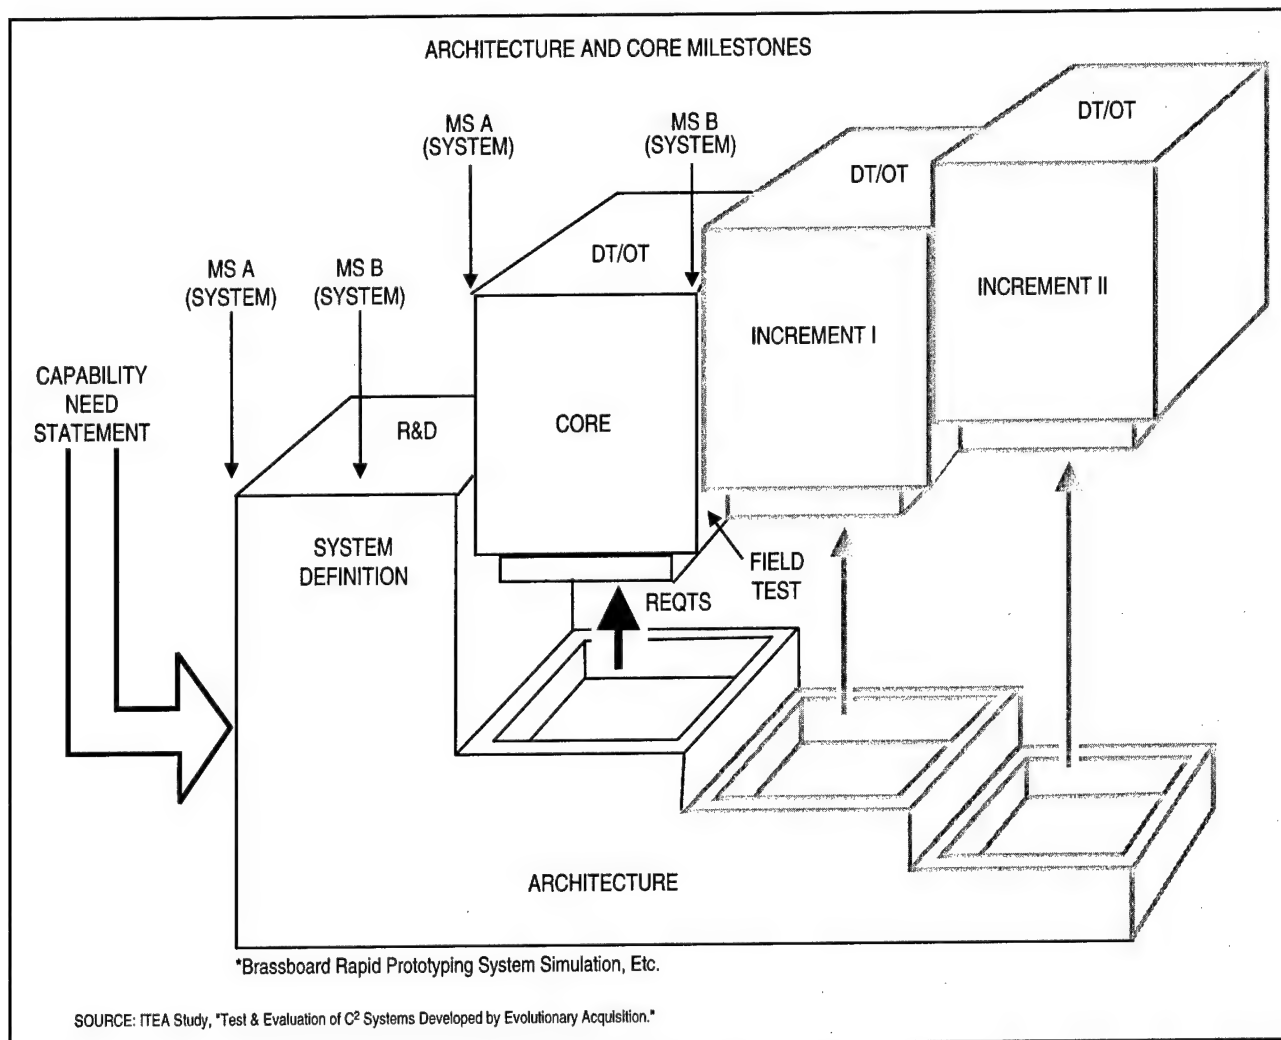 ARCHITECTURE AND CORE MILESTONES
DT/OT
MS A
(SYSTEM)
MS B
(SYSTEM)
DT/OT
DT/OT
MS A
(SYSTEM)
MS B
(SYSTEM)
INCREMENT II
INCREMENT I
CAPABILITY
NEED
STATEMENT
R&D
CORE
SYSTEM
DEFINITION
FIELD
TEST
REQTS
ARCHITECTURE
*Brassboard Rapid Prototyping System Simulation, Etc.
SOURCE: ITEA Study, "Test & Evaluation of C² Systems Developed by Evolutionary Acquisition."